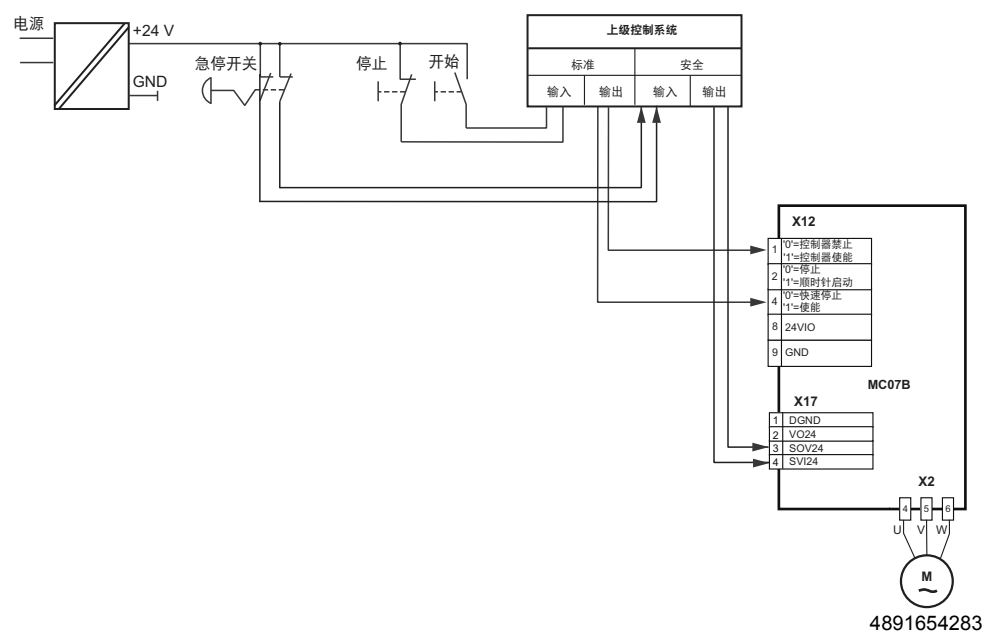 电源
+24 V
GND
急停开关
停止
开始
上级控制系统
标准 安全
输入 输出 输入 输出
X12
1 '0'=控制器禁止
'1'=控制器使能
2 '0'=停止
'1'=顺时针启动
4 '0'=快速停止
'1'=使能
8 24VIO
9 GND
MC07B
X17
1 DGND
2 VO24
3 SOV24
4 SVI24
X2
4 5 6
U V W
M
~
4891654283